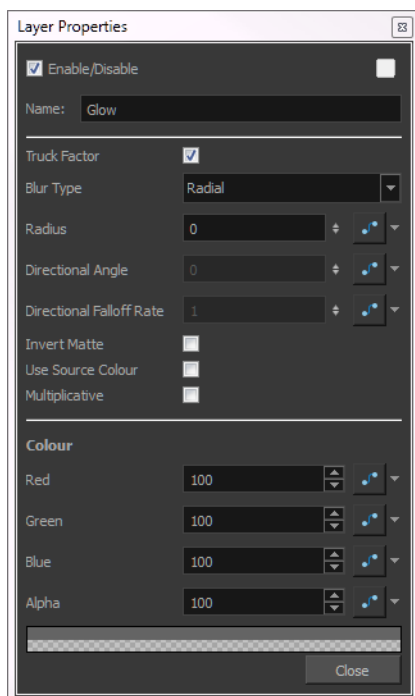 Layer Properties
Enable/Disable
Name: Glow
Truck Factor
Blur Type Radial
Radius 0
Directional Angle 0
Directional Falloff Rate 1
Invert Matte
Use Source Colour
Multiplicative
Colour
Red 100
Green 100
Blue 100
Alpha 100
Close